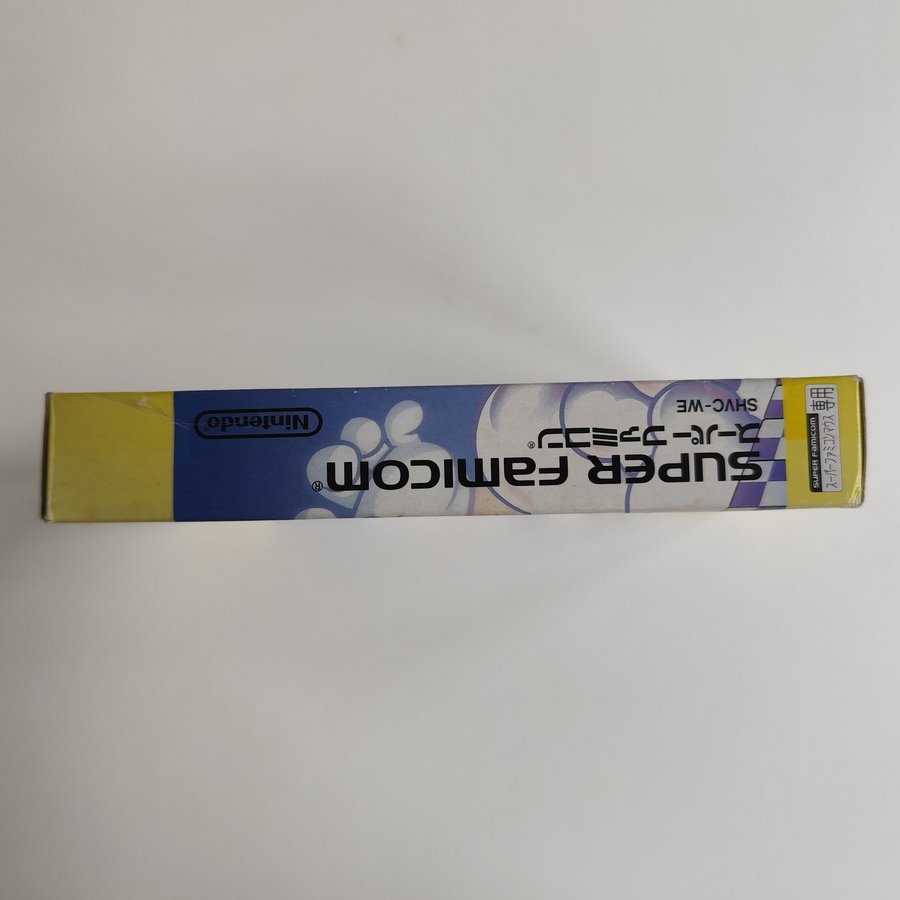 SUPER Famicom
スーパーファミコンマウス
専用
SHVC-WE
スーパーファミコン®
SUPER Famicom®
Nintendo®